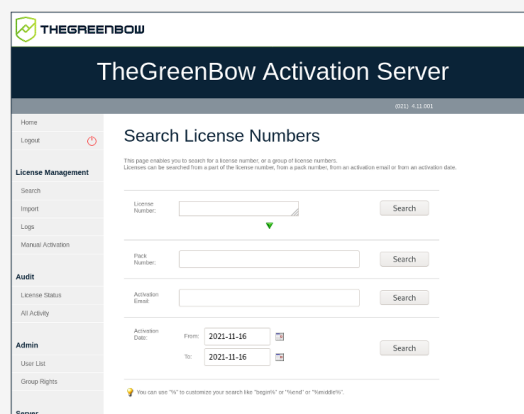 THEGREENBOW
TheGreenBow Activation Server
(021) 4.11.001
Home
Logout
License Management
Search
Import
Logs
Manual Activation
Audit
License Status
All Activity
Admin
User List
Group Rights
Server
Search License Numbers
This page enables you to search for a license number, or a group of license numbers.
Licenses can be searched from a part of the license number, from a pack number, from an activation email or from an activation date.
License
Number:
Search
Pack
Number:
Search
Activation
Email:
Search
Activation
Date:
From: 2021-11-16
To: 2021-11-16
Search
You can use "%" to customize your search like "begin%" or "%end" or "%middle%".